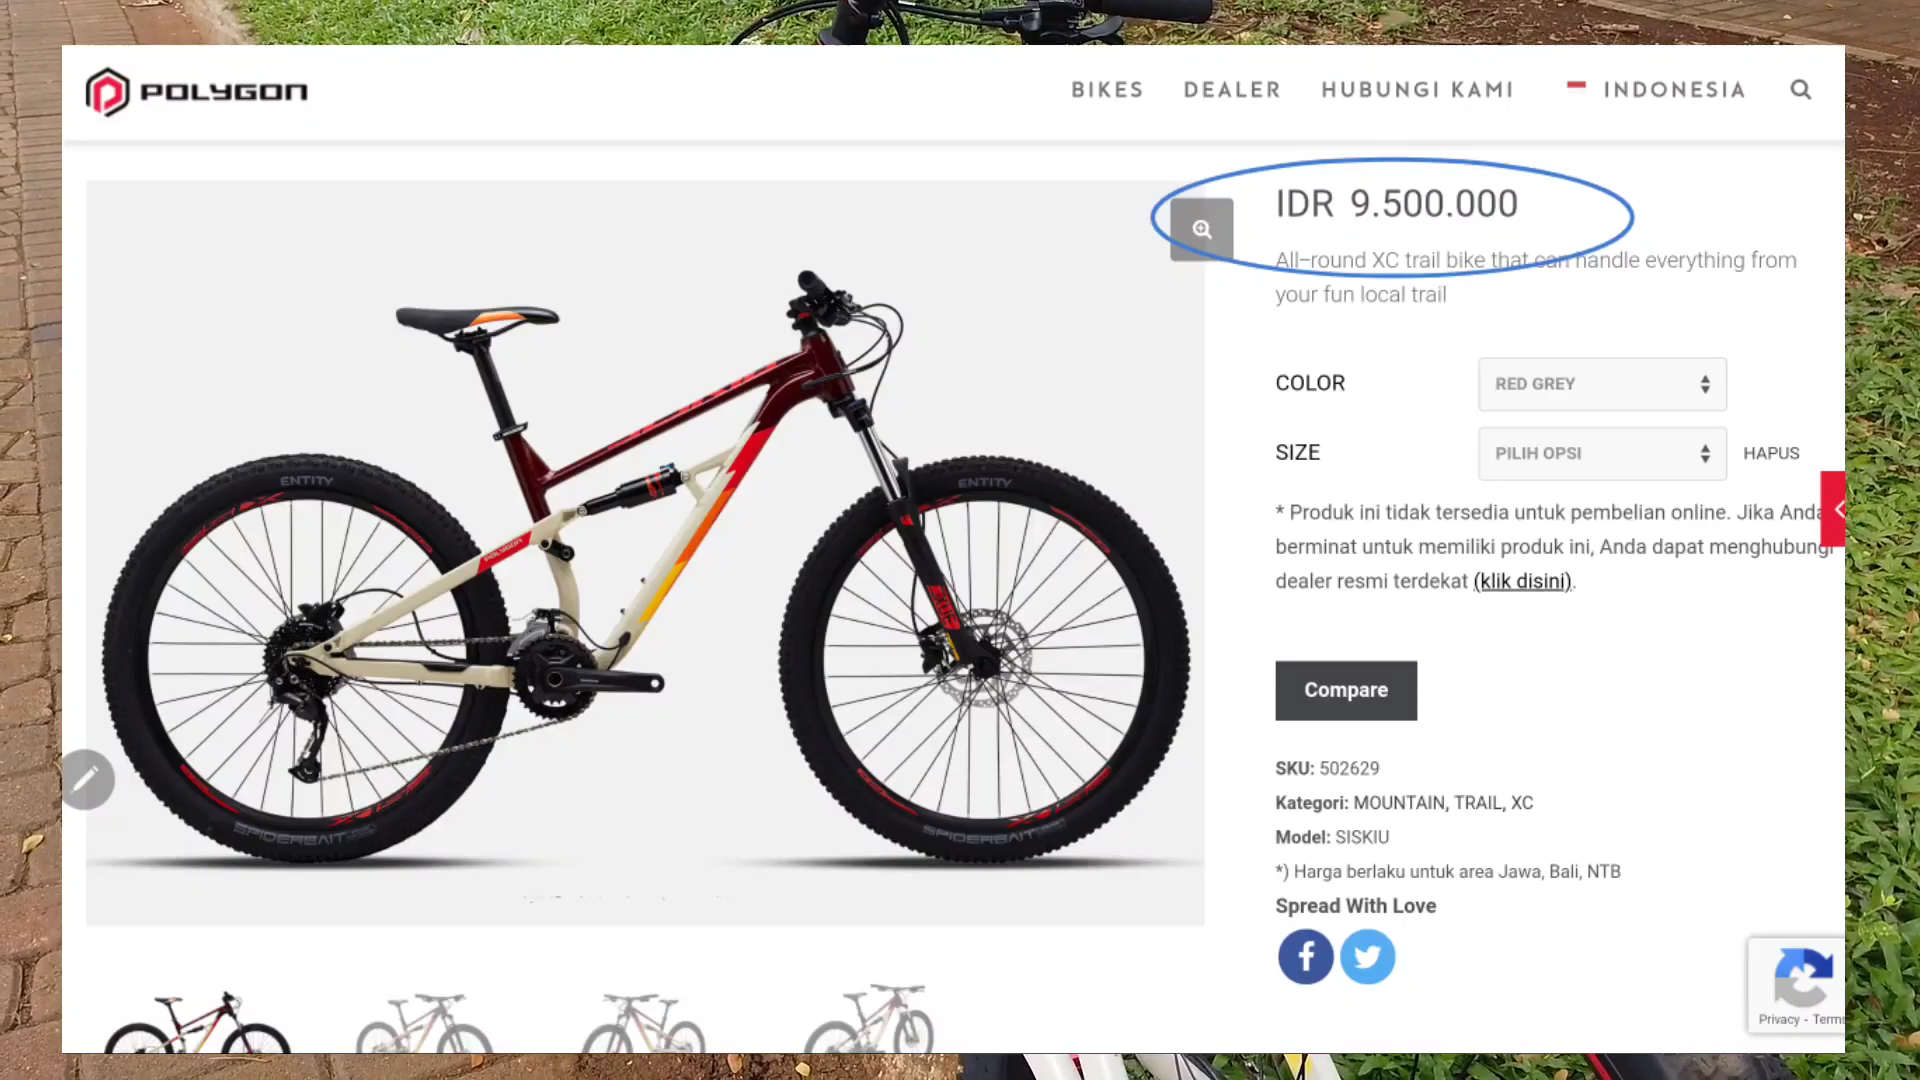 POLYGON
BIKES DEALER HUBUNGI KAMI INDONESIA
IDR 9.500.000
All-round XC trail bike that can handle everything from
your fun local trail
COLOR RED GREY
SIZE PILIH OPSI HAPUS
* Produk ini tidak tersedia untuk pembelian online. Jika Anda
berminat untuk memiliki produk ini, Anda dapat menghubungi
dealer resmi terdekat (klik disini).
Compare
SKU: 502629
Kategori: MOUNTAIN, TRAIL, XC
Model: SISKIU
*) Harga berlaku untuk area Jawa, Bali, NTB
Spread With Love
Privacy - Terms
ENTITY
ENTITY
POLYGON
SPIDERBAIT
SPIDERBAIT